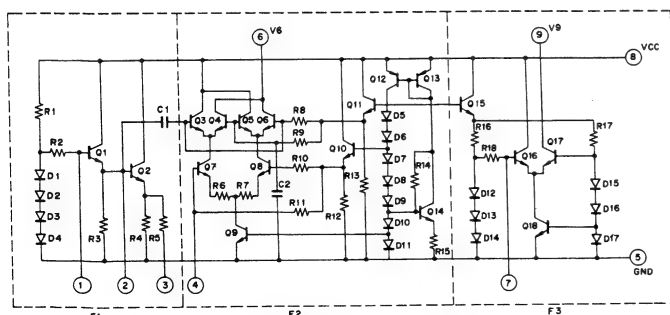 6 V6
9 V9
8 VCC
Q12 Q13
C1
Q3 Q4 Q5 Q6
R8
Q11
D5
Q15
R1
R9
D6
R16
R17
R2
Q1
Q10
D7
R18
Q16
Q17
Q2
Q7
Q8
R10
D8
R14
D1
R6 R7
C2
R13
D9
D12
D15
D2
R11
D10
Q14
D13
D16
D3
R3
R4
R5
R12
Q18
D4
Q9
D11
R15
D14
D17
5 GND
1
2
3
4
7
F3